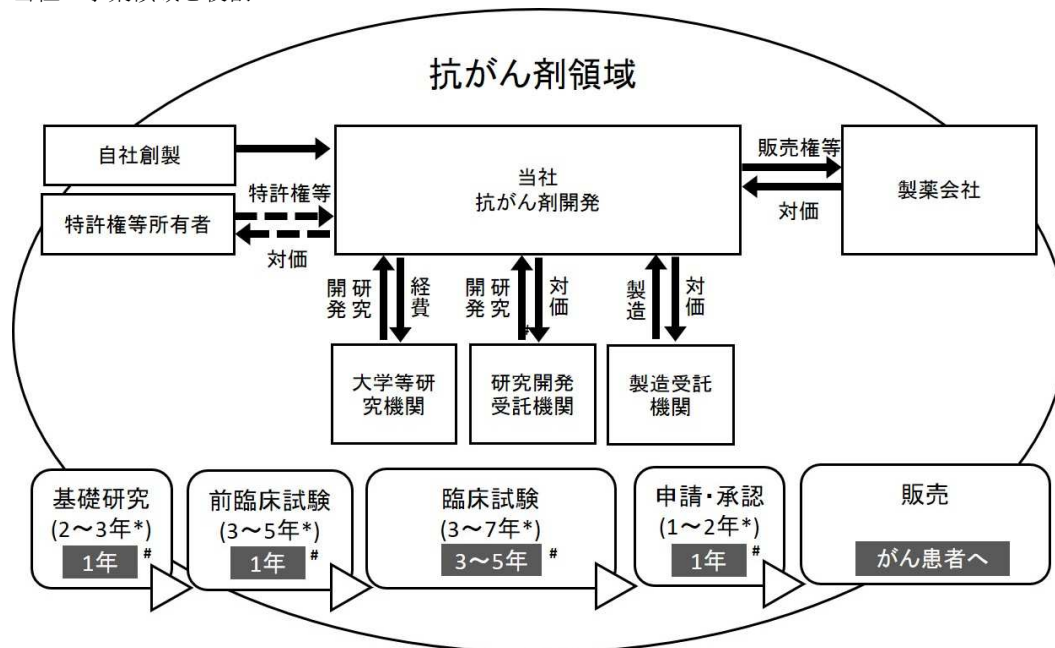 抗がん剤領域
自社創製
特許権等所有者
特許権等
対価
当社
抗がん剤開発
販売権等
対価
製薬会社
研究
開発
経費
研究
開発
対価
#
製造
対価
大学等研
究機関
研究開発
受託機関
製造受託
機関
基礎研究
(2～3年*)
1年 #
前臨床試験
(3～5年*)
1年 #
臨床試験
(3～7年*)
3～5年 #
申請・承認
(1～2年*)
1年 #
販売
がん患者へ